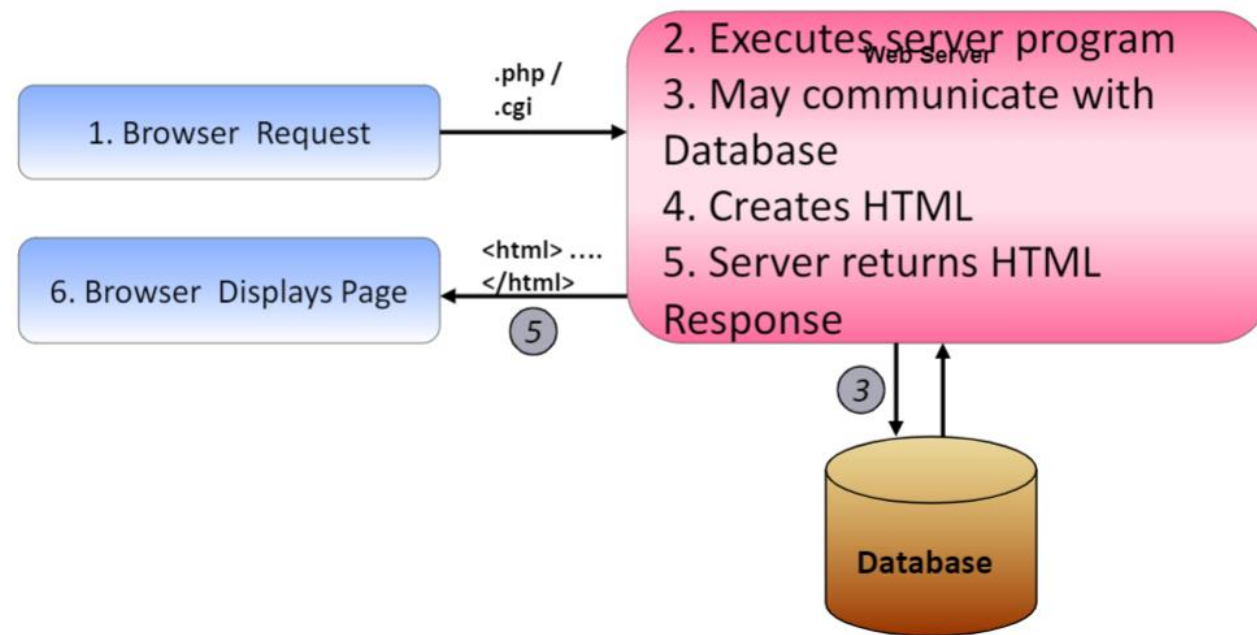 1. Browser Request
.php /
.cgi
2. Executes server program
Web Server
3. May communicate with
Database
4. Creates HTML
5. Server returns HTML
Response
<html> ....
</html>
5
6. Browser Displays Page
3
Database